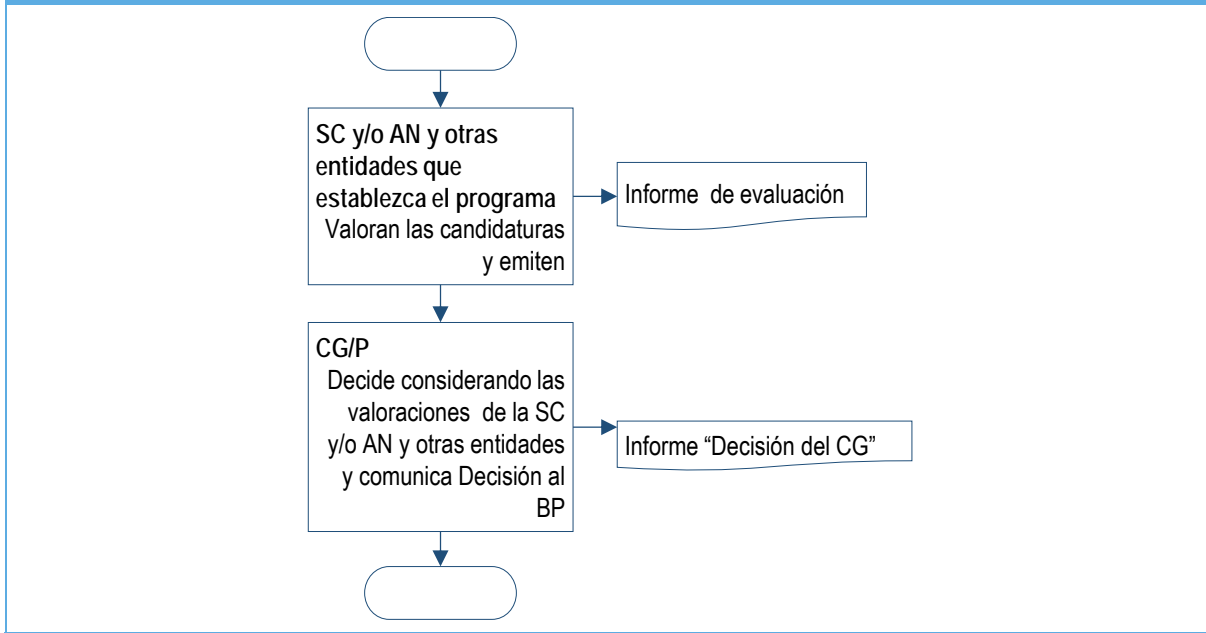 SC y/o AN y otras
entidades que
establezca el programa
Valoran las candidaturas
y emiten
Informe de evaluación
CG/P
Decide considerando las
valoraciones de la SC
y/o AN y otras entidades
y comunica Decisión al
BP
Informe “Decisión del CG”